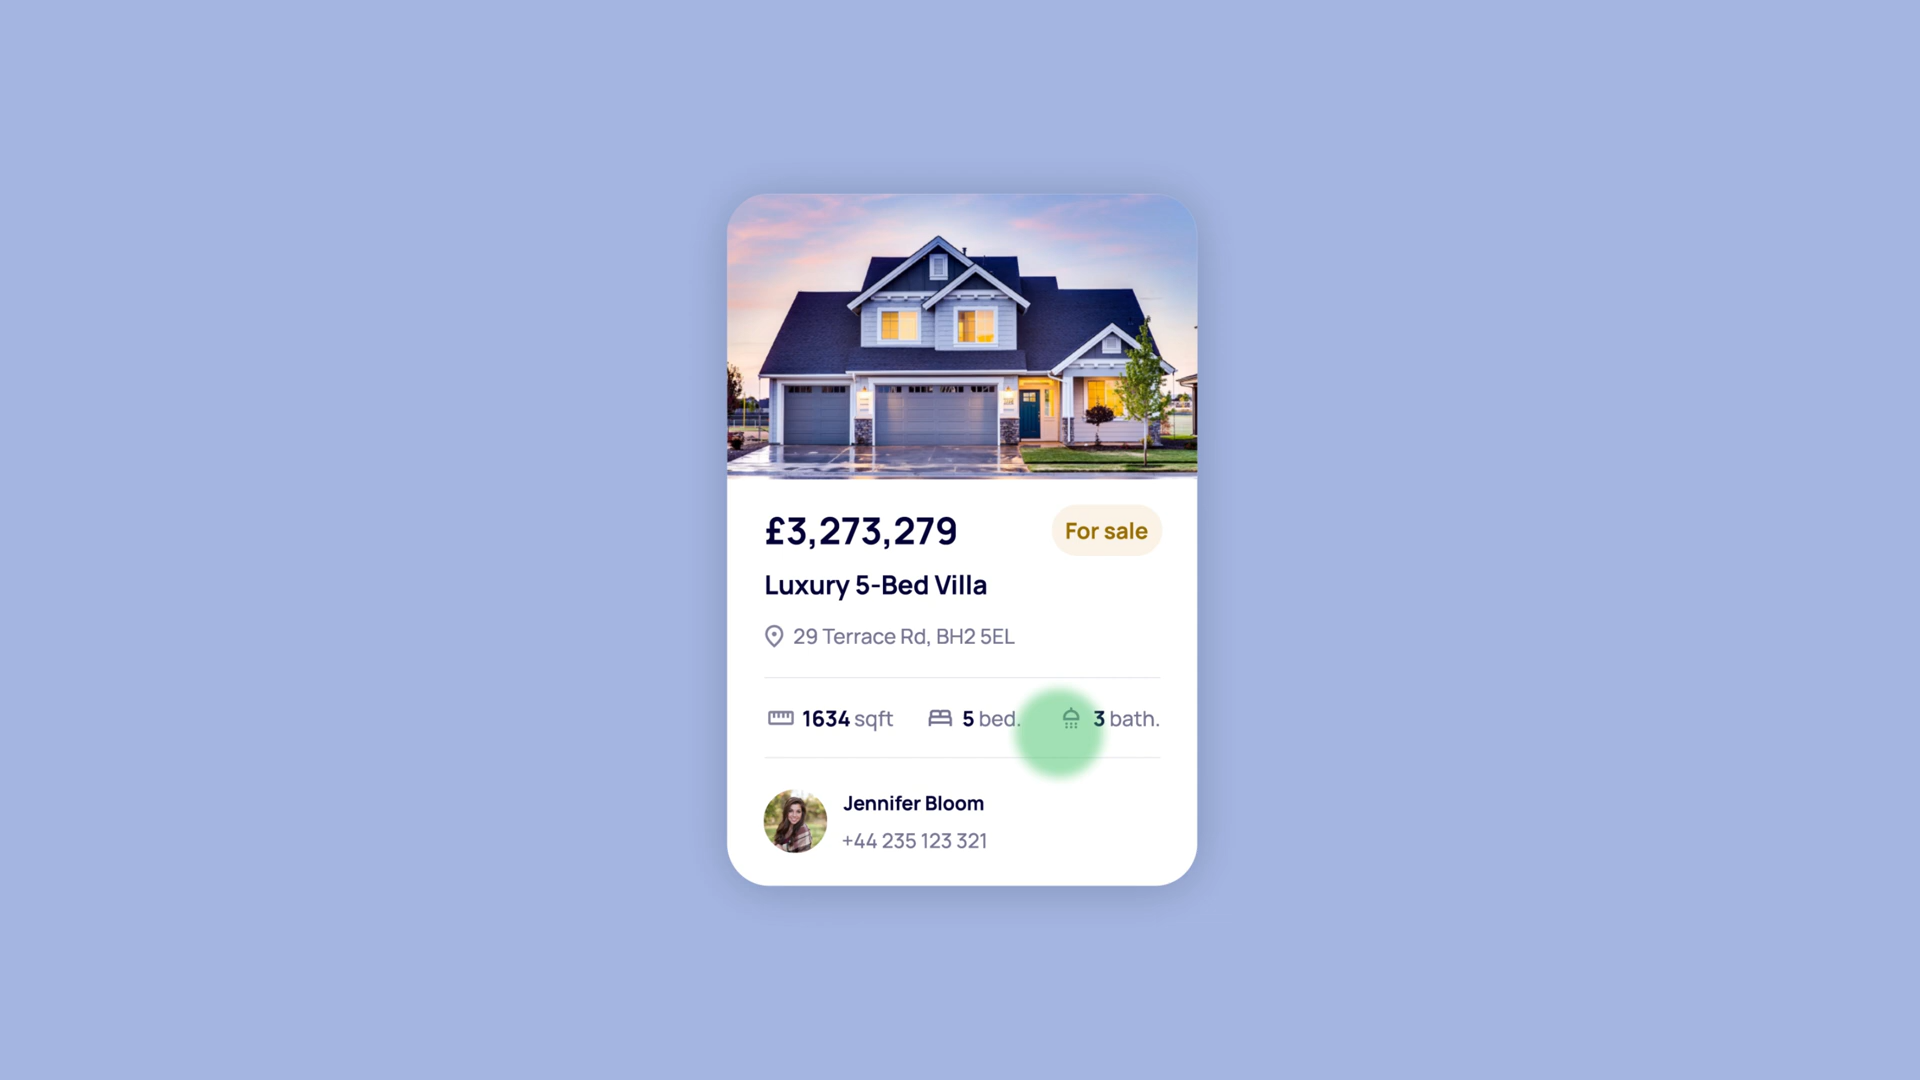 £3,273,279
For sale
Luxury 5-Bed Villa
29 Terrace Rd, BH2 5EL
1634 sqft 5 bed. 3 bath.
Jennifer Bloom
+44 235 123 321